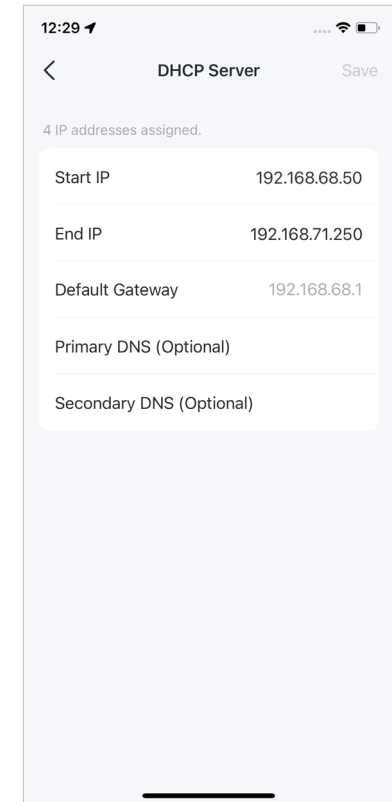 12:29
DHCP Server Save
4 IP addresses assigned.
Start IP 192.168.68.50
End IP 192.168.71.250
Default Gateway 192.168.68.1
Primary DNS (Optional)
Secondary DNS (Optional)